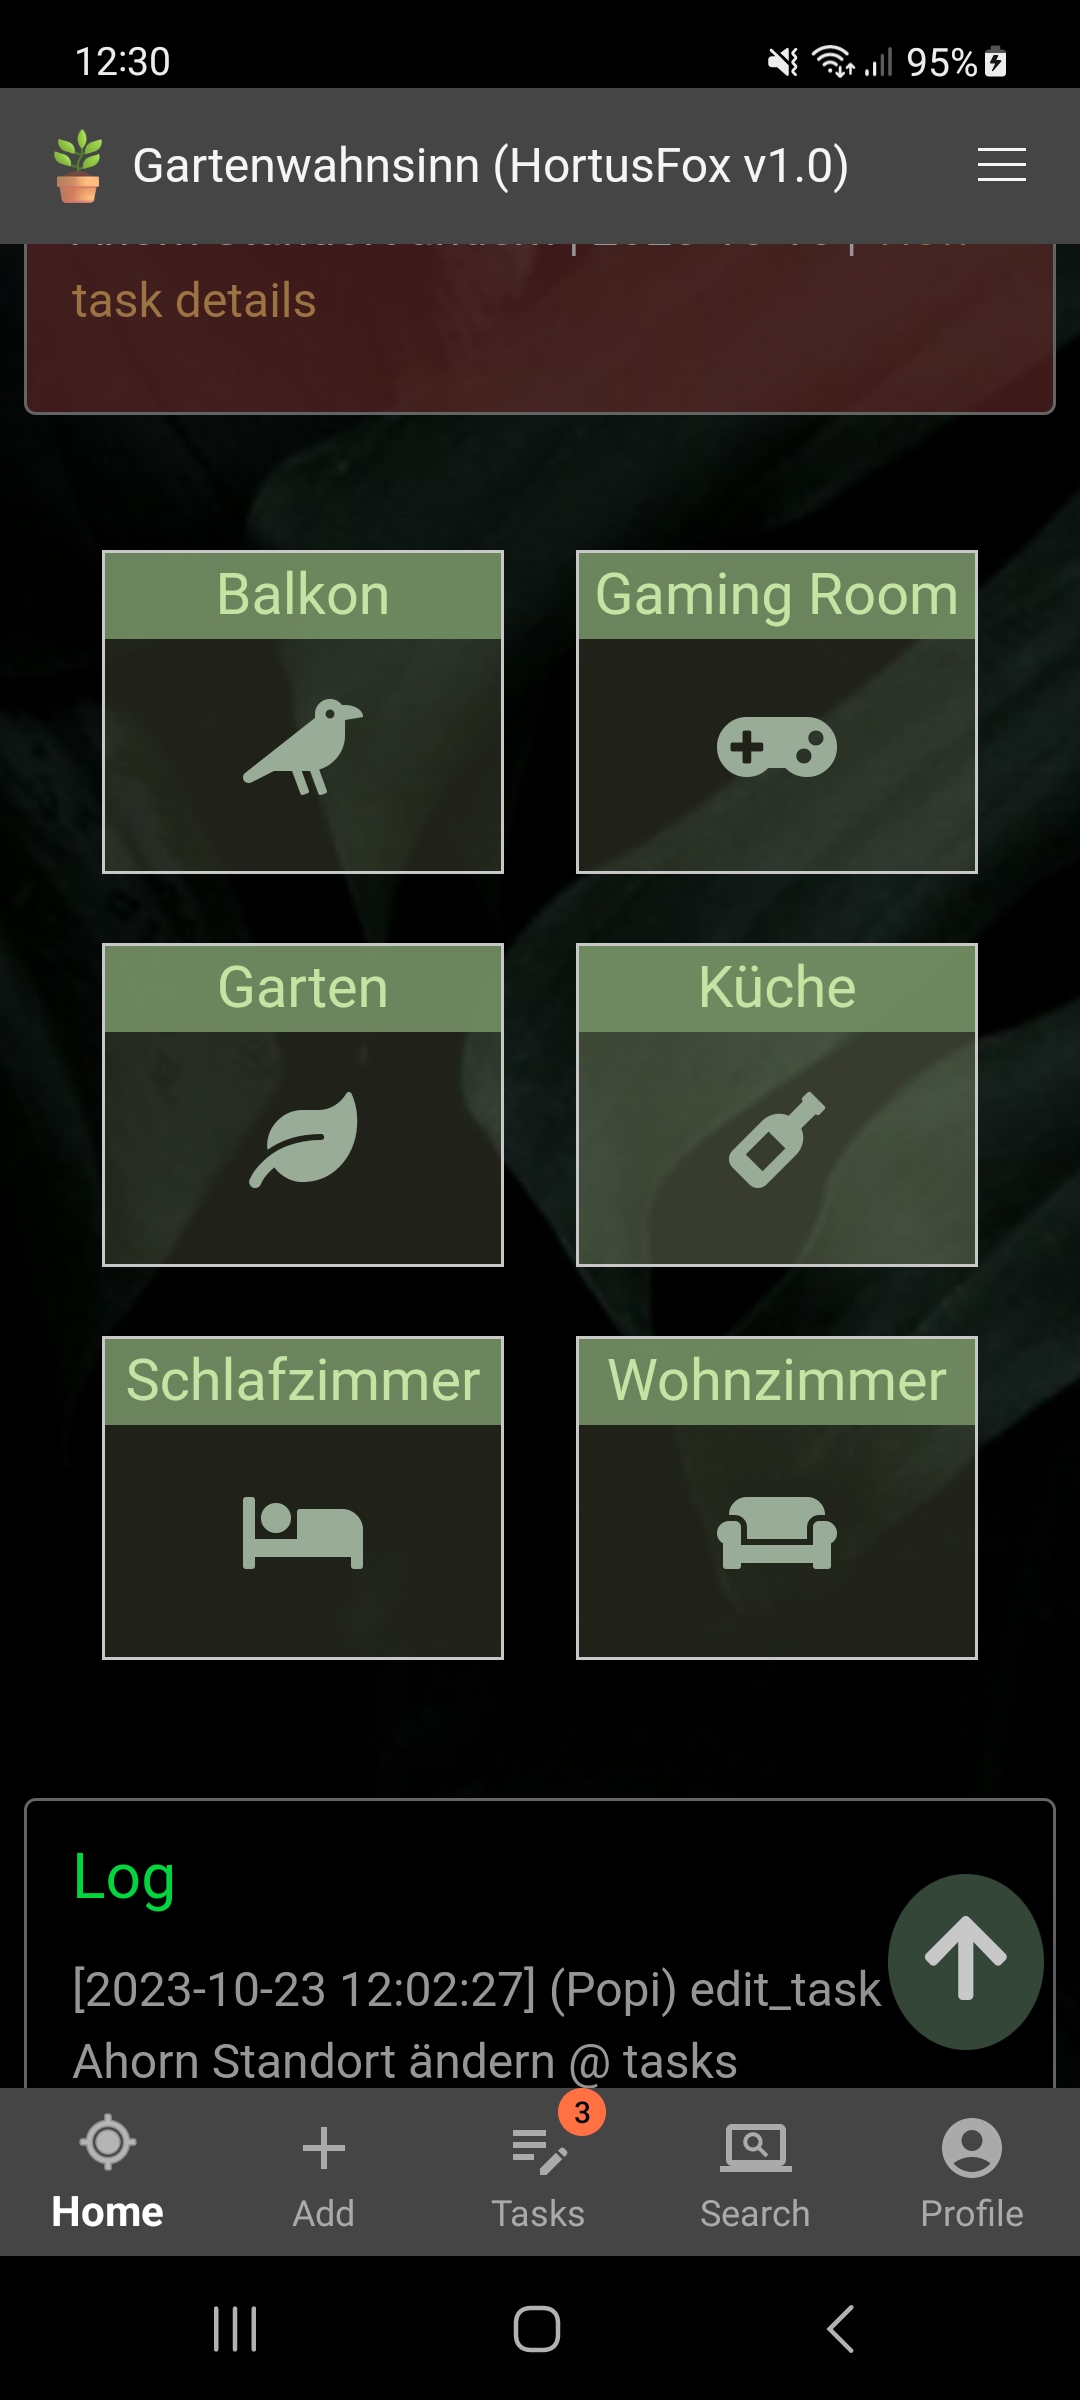 12:30
95%
Gartenwahnsinn (HortusFox v1.0)
task details
Balkon
Gaming Room
Garten
Küche
Schlafzimmer
Wohnzimmer
Log
[2023-10-23 12:02:27] (Popi) edit_task
Ahorn Standort ändern @ tasks
3
Home
Add
Tasks
Search
Profile